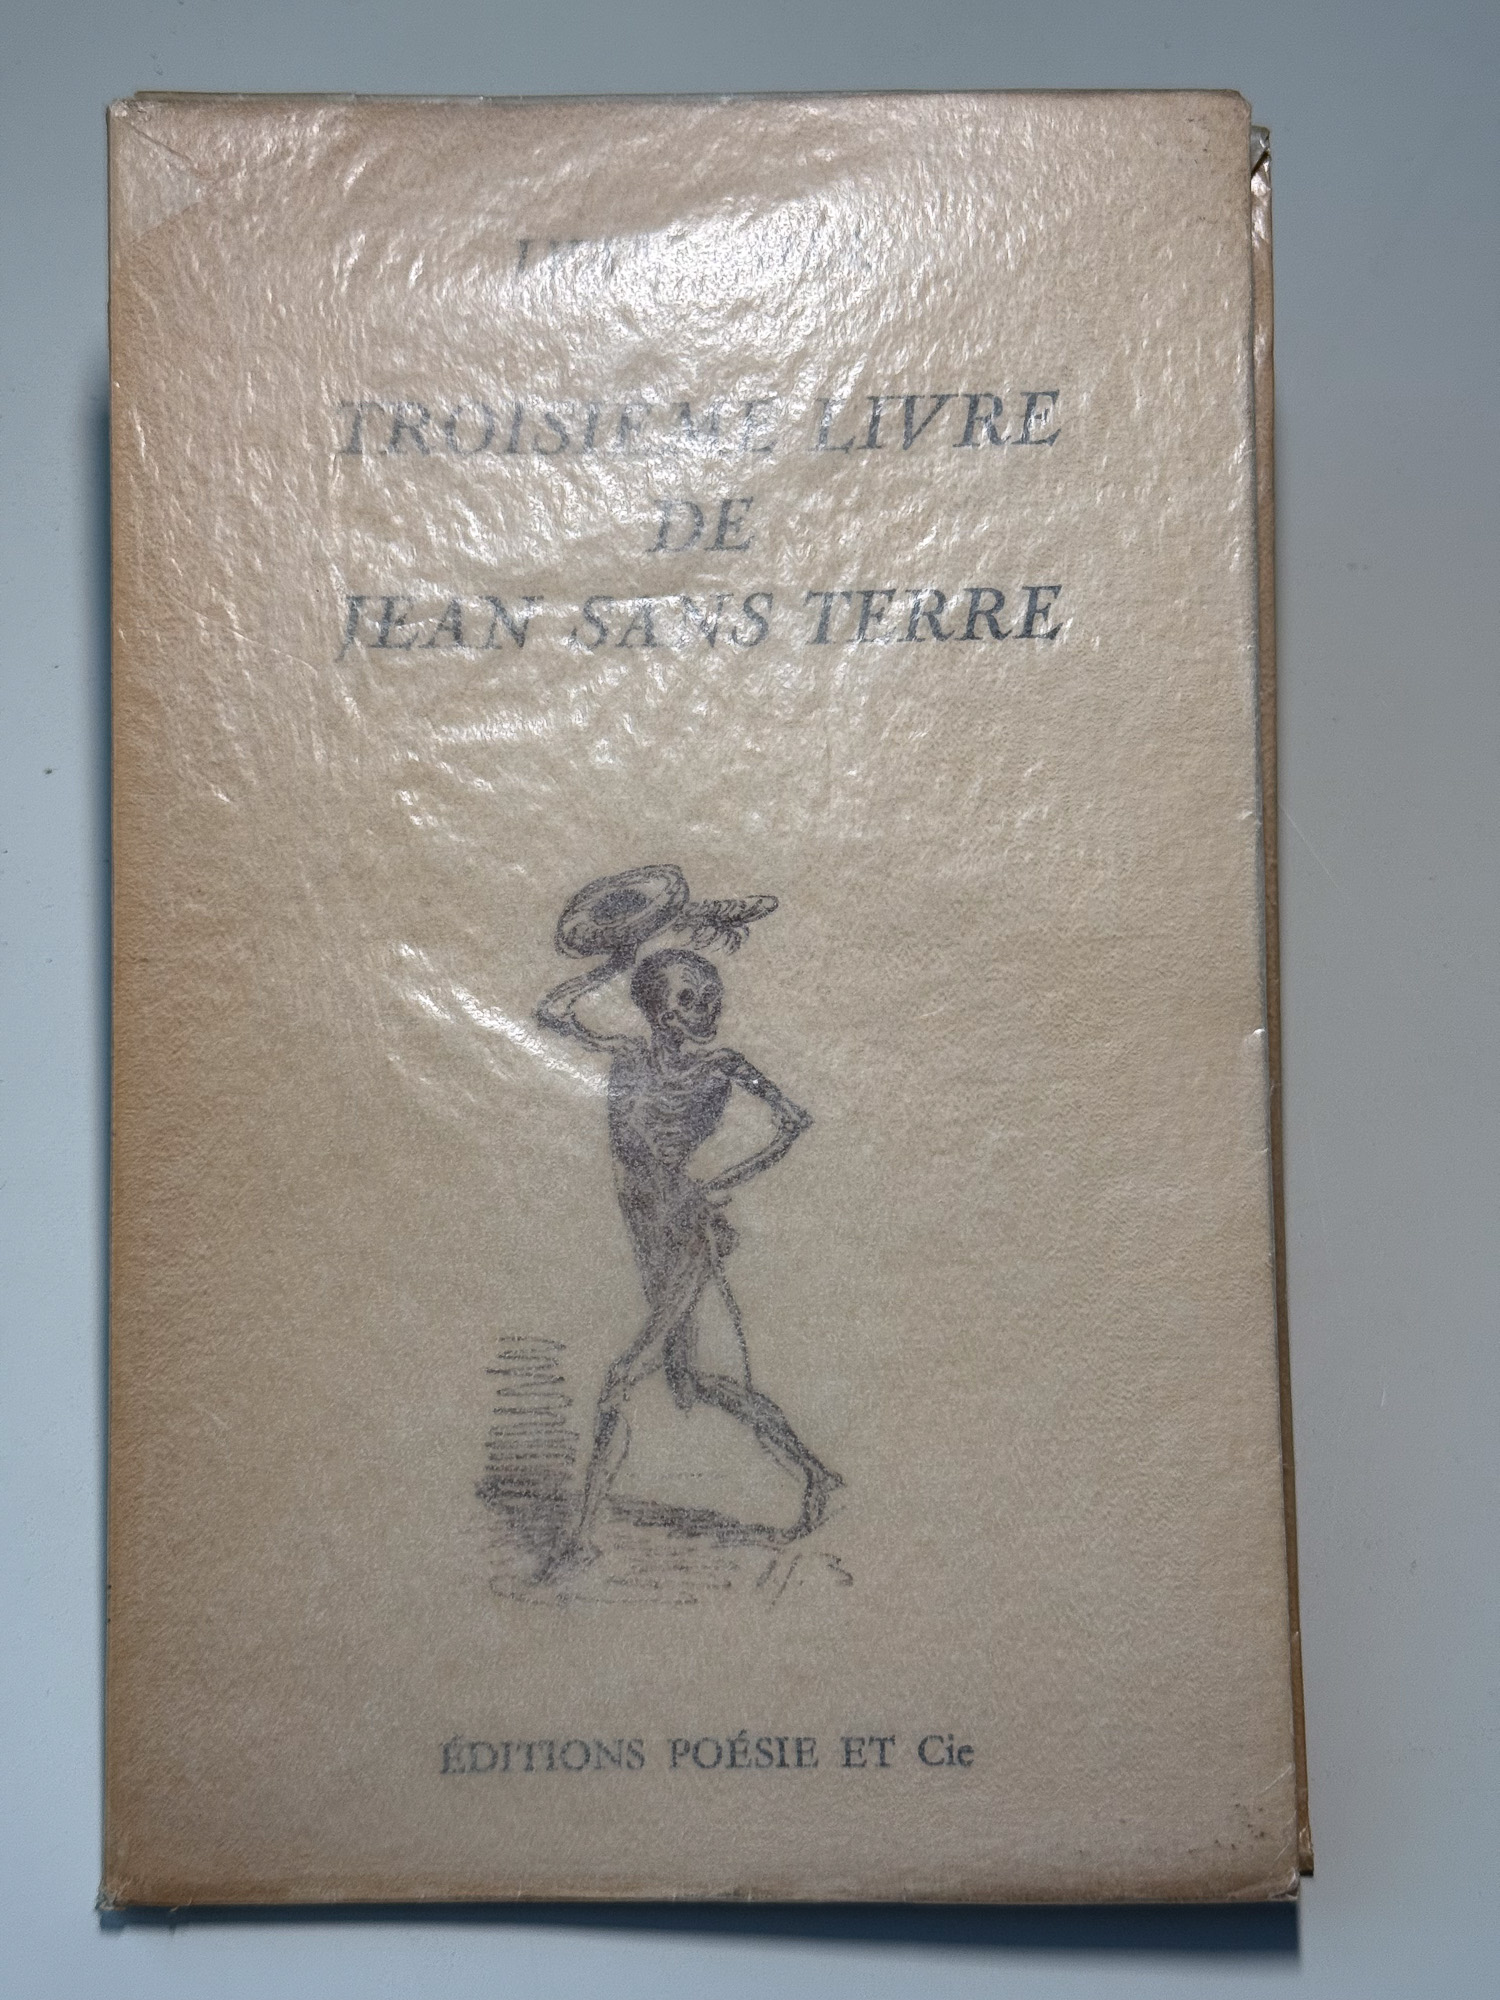 TROISIÈME LIVRE
DE
JEAN SANS TERRE
ÉDITIONS POÉSIE ET Cie